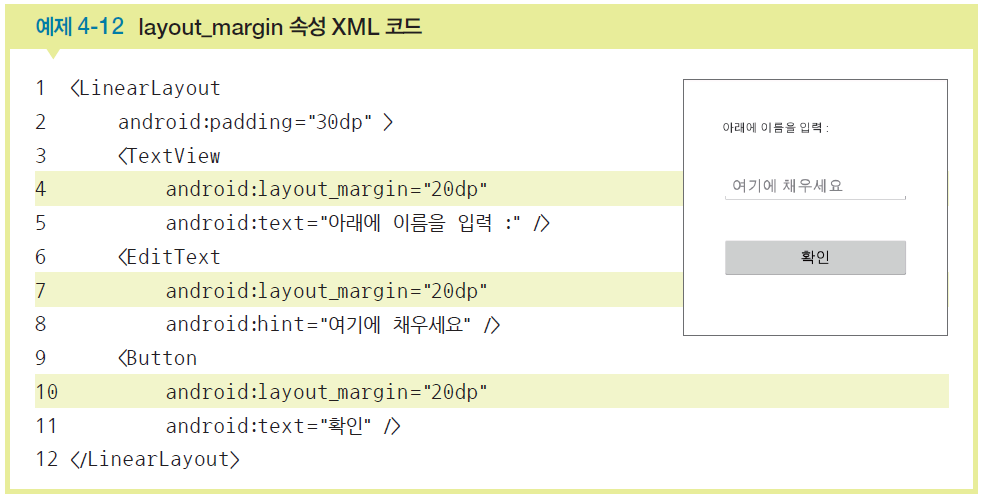 예제 4-12 layout_margin 속성 XML 코드
1 <LinearLayout
2 android:padding="30dp" >
3 <TextView
4 android:layout_margin="20dp"
5 android:text="아래에 이름을 입력 :" />
6 <EditText
7 android:layout_margin="20dp"
8 android:hint="여기에 채우세요" />
9 <Button
10 android:layout_margin="20dp"
11 android:text="확인" />
12 </LinearLayout>
아래에 이름을 입력 :
여기에 채우세요
확인